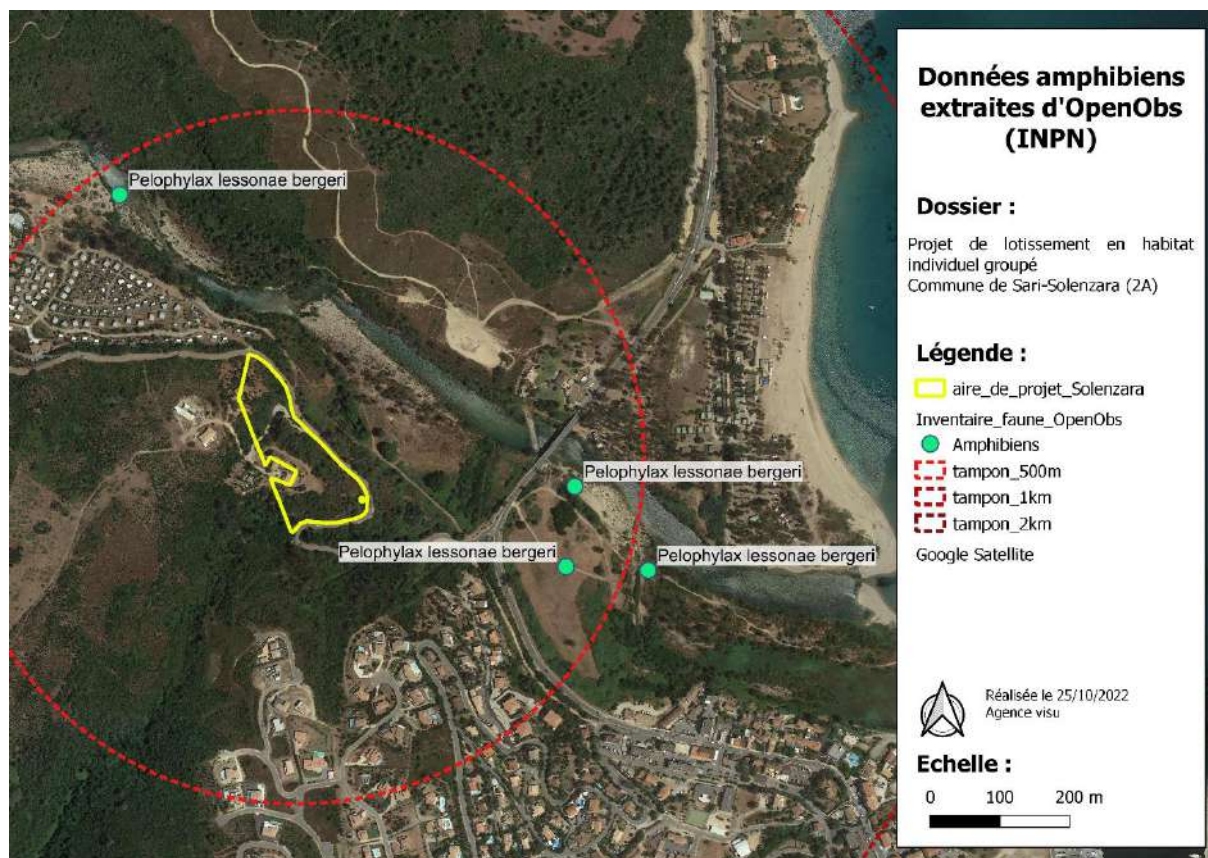 Pelophylax lessonae bergeri
Pelophylax lessonae bergeri
Pelophylax lessonae bergeri
Pelophylax lessonae bergeri
Données amphibiens
extraites d'OpenObs
(INPN)
Dossier :
Projet de lotissement en habitat
individuel groupé
Commune de Sari-Solenzara (2A)
Légende :
aire_de_projet_Solenzara
Inventaire_faune_OpenObs
Amphibiens
tampon_500m
tampon_1km
tampon_2km
Google Satellite
Réalisée le 25/10/2022
Agence visu
Echelle :
0 100 200 m